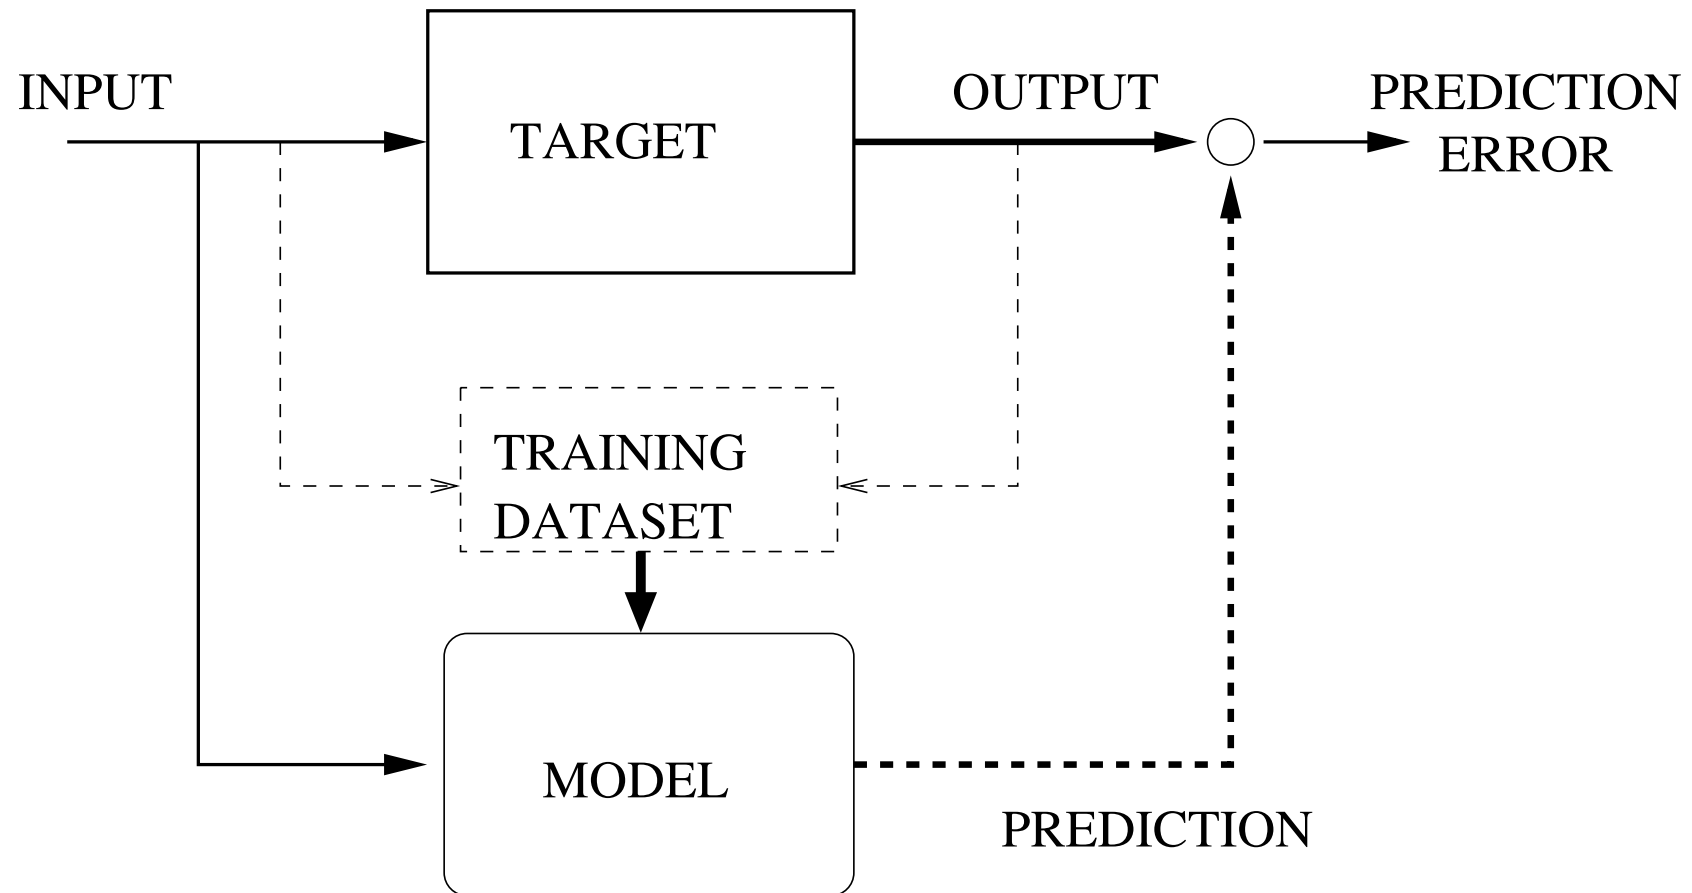 INPUT
TARGET
OUTPUT
PREDICTION
ERROR
TRAINING
DATASET
MODEL
PREDICTION